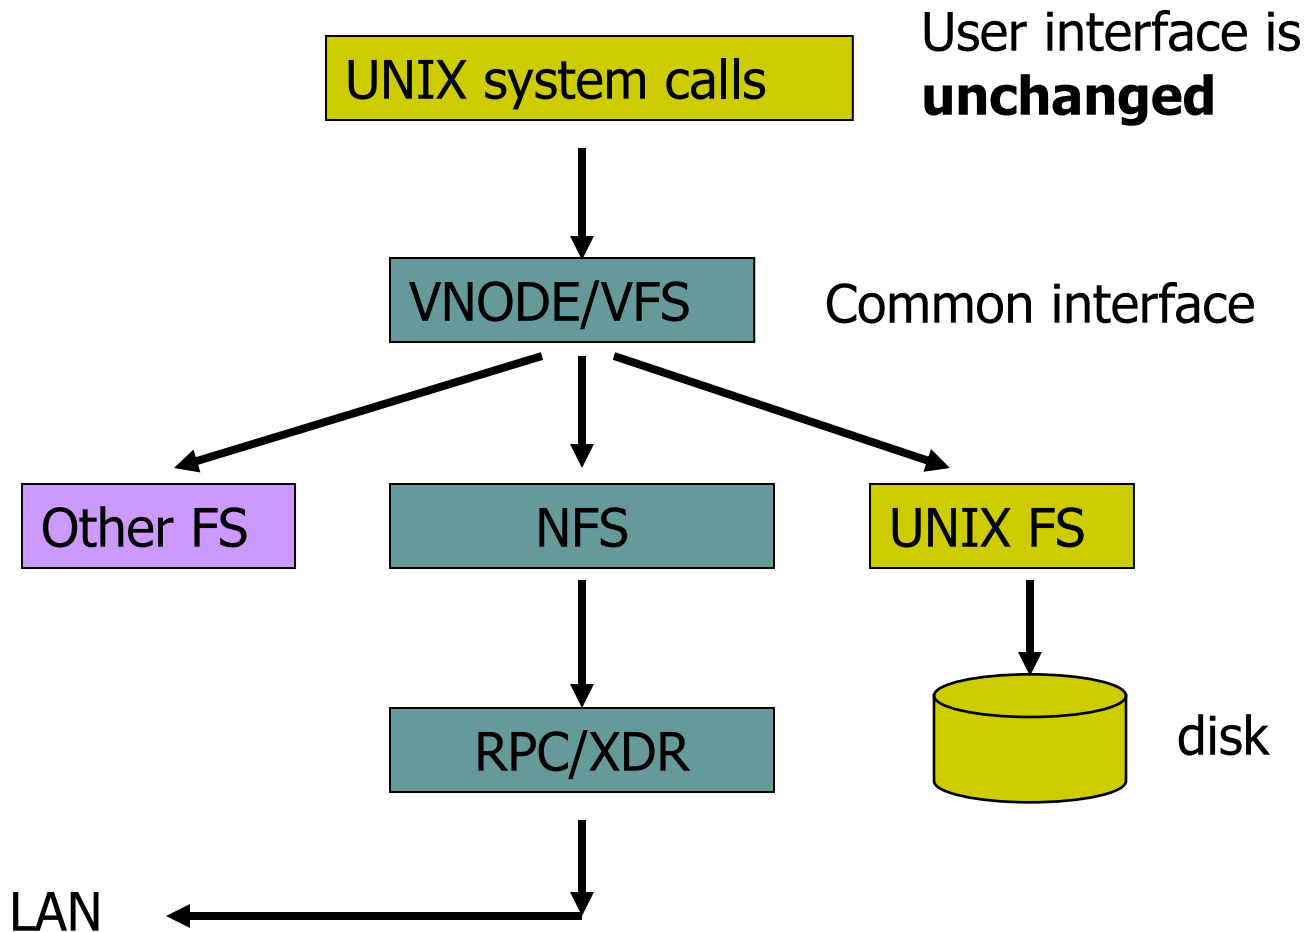 UNIX system calls
User interface is
unchanged
VNODE/VFS
Common interface
Other FS
NFS
UNIX FS
RPC/XDR
disk
LAN